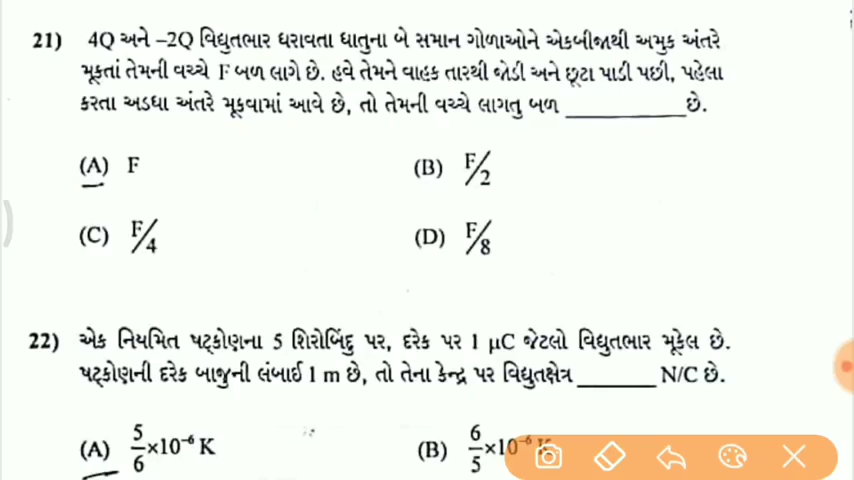 21) 4Q અને –2Q વિદ્યુતભાર ધરાવતા ધાતુના બે સમાન ગોળાઓને એકબીજાથી અમુક અંતરે
મૂકતાં તેમની વચ્ચે F બળ લાગે છે. હવે તેમને વાહક તારથી જોડી અને છૂટા પાડી પછી, પહેલા
કરતા અડધા અંતરે મૂકવામાં આવે છે, તો તેમની વચ્ચે લાગતુ બળ __________ છે.
(A) F (B) F/2
(C) F/4 (D) F/8
22) એક નિયમિત ષટ્કોણના 5 શિરોબિંદુ પર, દરેક પર 1 μC જેટલો વિદ્યુતભાર મૂકેલ છે.
ષટ્કોણની દરેક બાજુની લંબાઈ 1 m છે, તો તેના કેન્દ્ર પર વિદ્યુતક્ષેત્ર _______ N/C છે.
(A) 5/6 ×10⁻⁶ K (B) 6/5 ×10⁻⁶ K